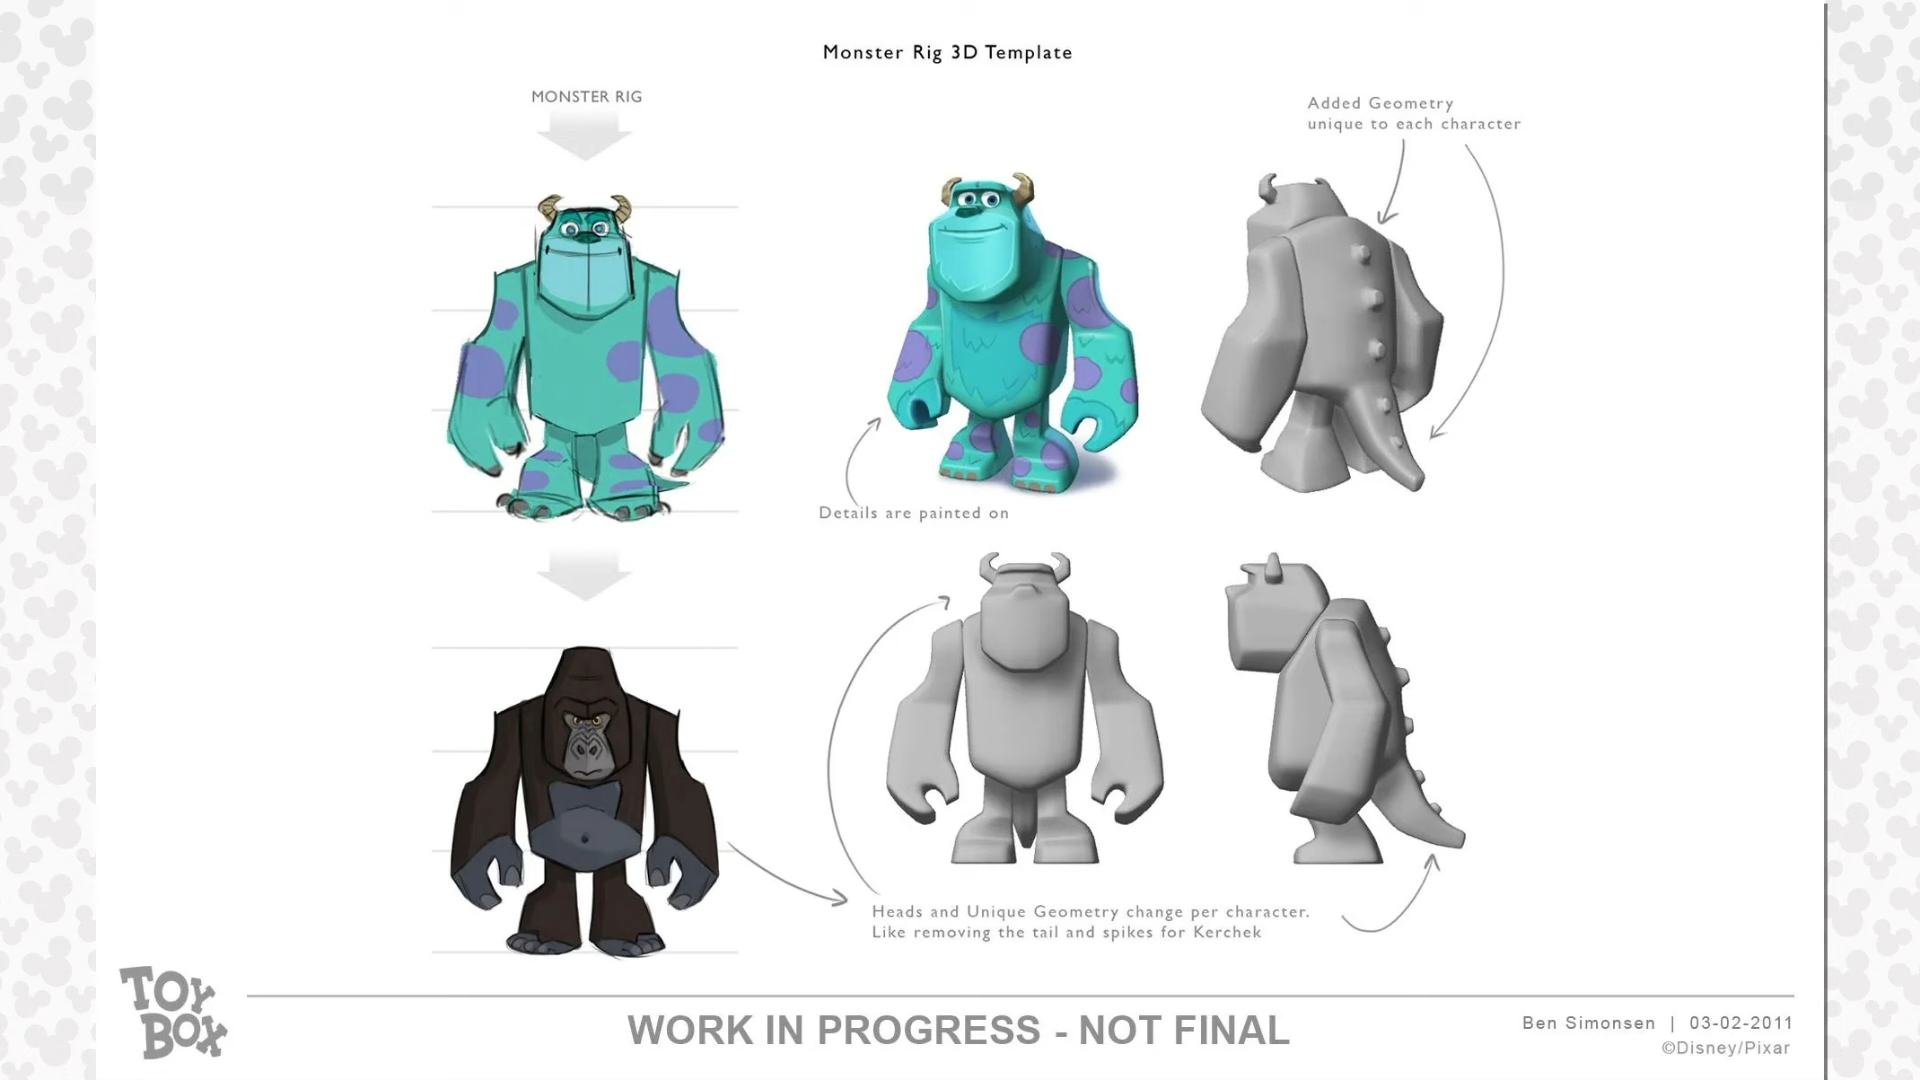 Monster Rig 3D Template
MONSTER RIG
Added Geometry
unique to each character
Details are painted on
Heads and Unique Geometry change per character.
Like removing the tail and spikes for Kerchek
TOY
BOX
WORK IN PROGRESS - NOT FINAL
Ben Simonsen | 03-02-2011
©Disney/Pixar